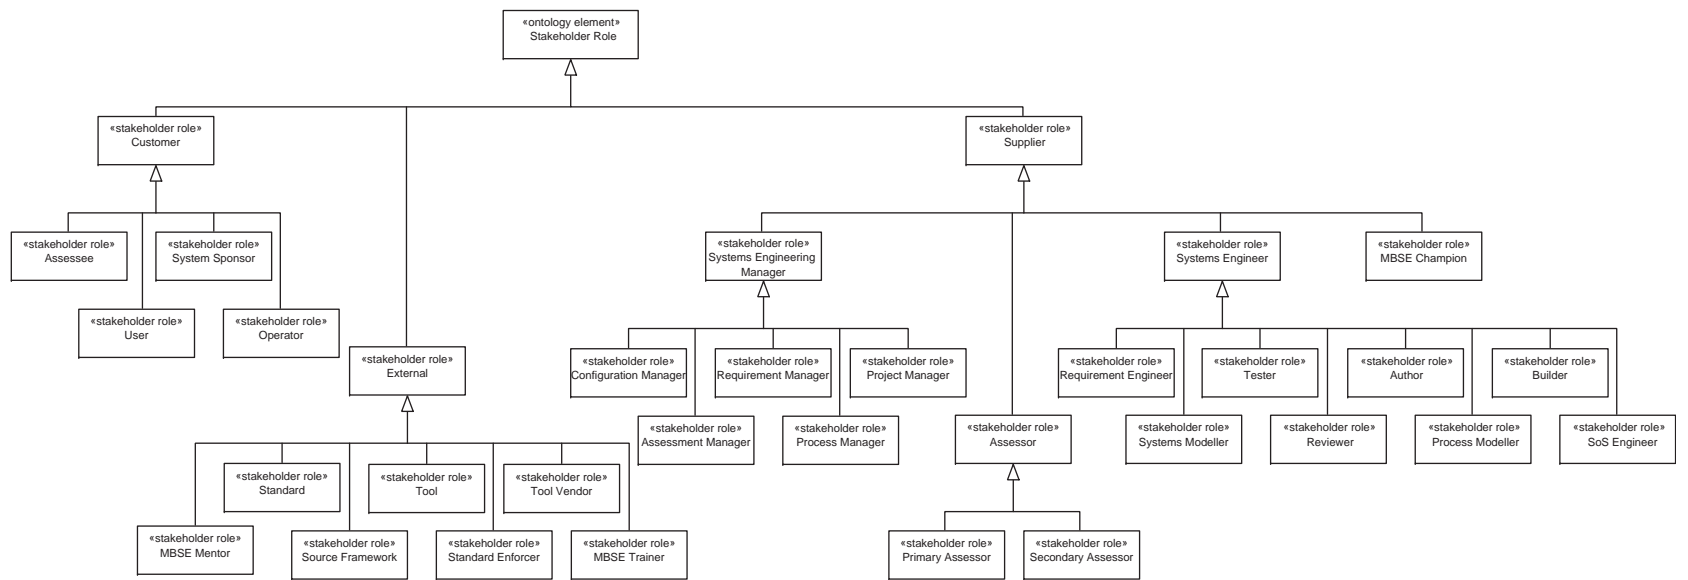 «ontology element»
Stakeholder Role
«stakeholder role»
Customer
«stakeholder role»
Supplier
«stakeholder role»
Assessee
«stakeholder role»
System Sponsor
«stakeholder role»
Systems Engineering
Manager
«stakeholder role»
Systems Engineer
«stakeholder role»
MBSE Champion
«stakeholder role»
User
«stakeholder role»
Operator
«stakeholder role»
External
«stakeholder role»
Configuration Manager
«stakeholder role»
Requirement Manager
«stakeholder role»
Project Manager
«stakeholder role»
Requirement Engineer
«stakeholder role»
Tester
«stakeholder role»
Author
«stakeholder role»
Builder
«stakeholder role»
Assessment Manager
«stakeholder role»
Process Manager
«stakeholder role»
Assessor
«stakeholder role»
Systems Modeller
«stakeholder role»
Reviewer
«stakeholder role»
Process Modeller
«stakeholder role»
SoS Engineer
«stakeholder role»
Standard
«stakeholder role»
Tool
«stakeholder role»
Tool Vendor
«stakeholder role»
MBSE Mentor
«stakeholder role»
Source Framework
«stakeholder role»
Standard Enforcer
«stakeholder role»
MBSE Trainer
«stakeholder role»
Primary Assessor
«stakeholder role»
Secondary Assessor